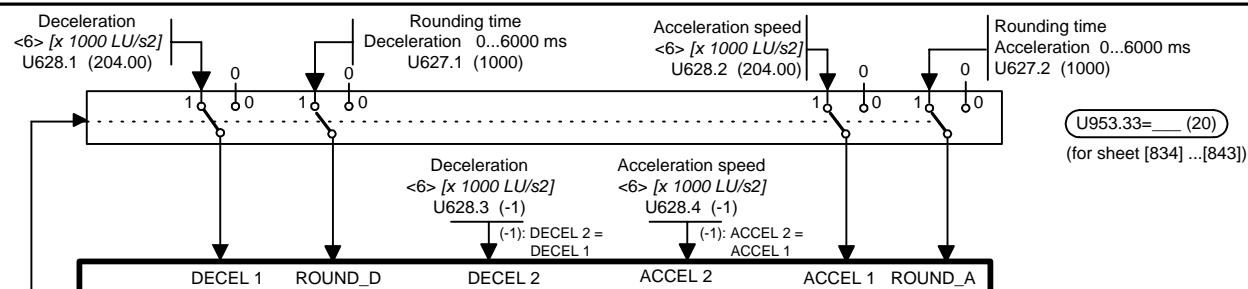 Deceleration
<6> [x 1000 LU/s2]
U628.1 (204.00)
Rounding time
Deceleration 0...6000 ms
U627.1 (1000)
Acceleration speed
<6> [x 1000 LU/s2]
U628.2 (204.00)
Rounding time
Acceleration 0...6000 ms
U627.2 (1000)
0
0
0
0
1 0
1 0
1 0
1 0
U953.33=___ (20)
(for sheet [834] ...[843])
Deceleration
<6> [x 1000 LU/s2]
U628.3 (-1)
(-1): DECEL 2 =
DECEL 1
Acceleration speed
<6> [x 1000 LU/s2]
U628.4 (-1)
(-1): ACCEL 2 =
ACCEL 1
DECEL 1 ROUND_D DECEL 2 ACCEL 2 ACCEL 1 ROUND_A